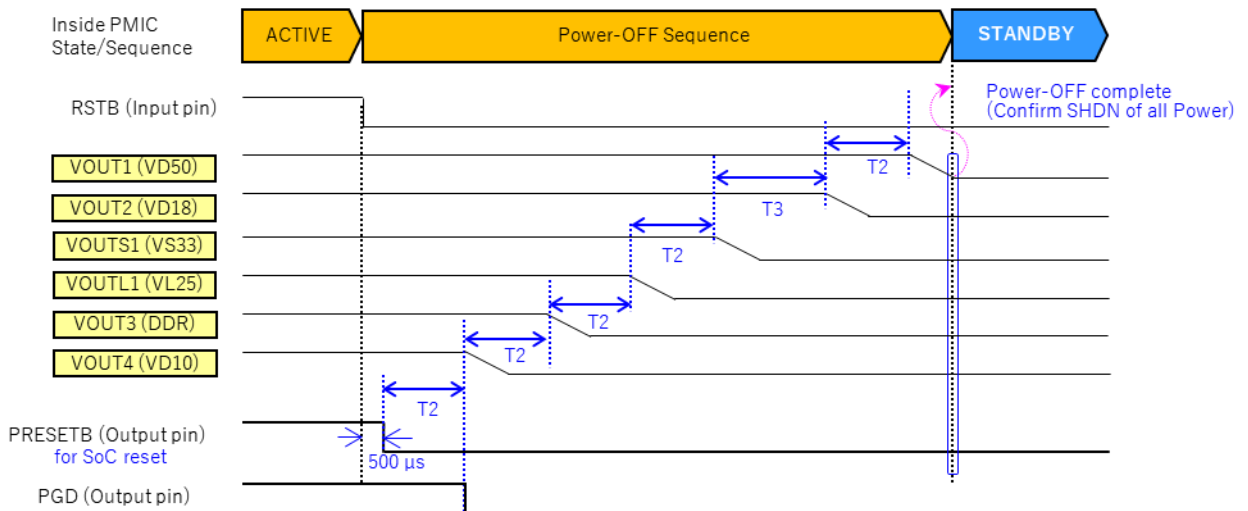 Inside PMIC
State/Sequence
ACTIVE
Power-OFF Sequence
STANDBY
RSTB (Input pin)
Power-OFF complete
(Confirm SHDN of all Power)
VOUT1 (VD50)
T2
VOUT2 (VD18)
T3
VOUTS1 (VS33)
T2
VOUTL1 (VL25)
T2
VOUT3 (DDR)
T2
VOUT4 (VD10)
T2
PRESETB (Output pin)
for SoC reset
500 μs
PGD (Output pin)